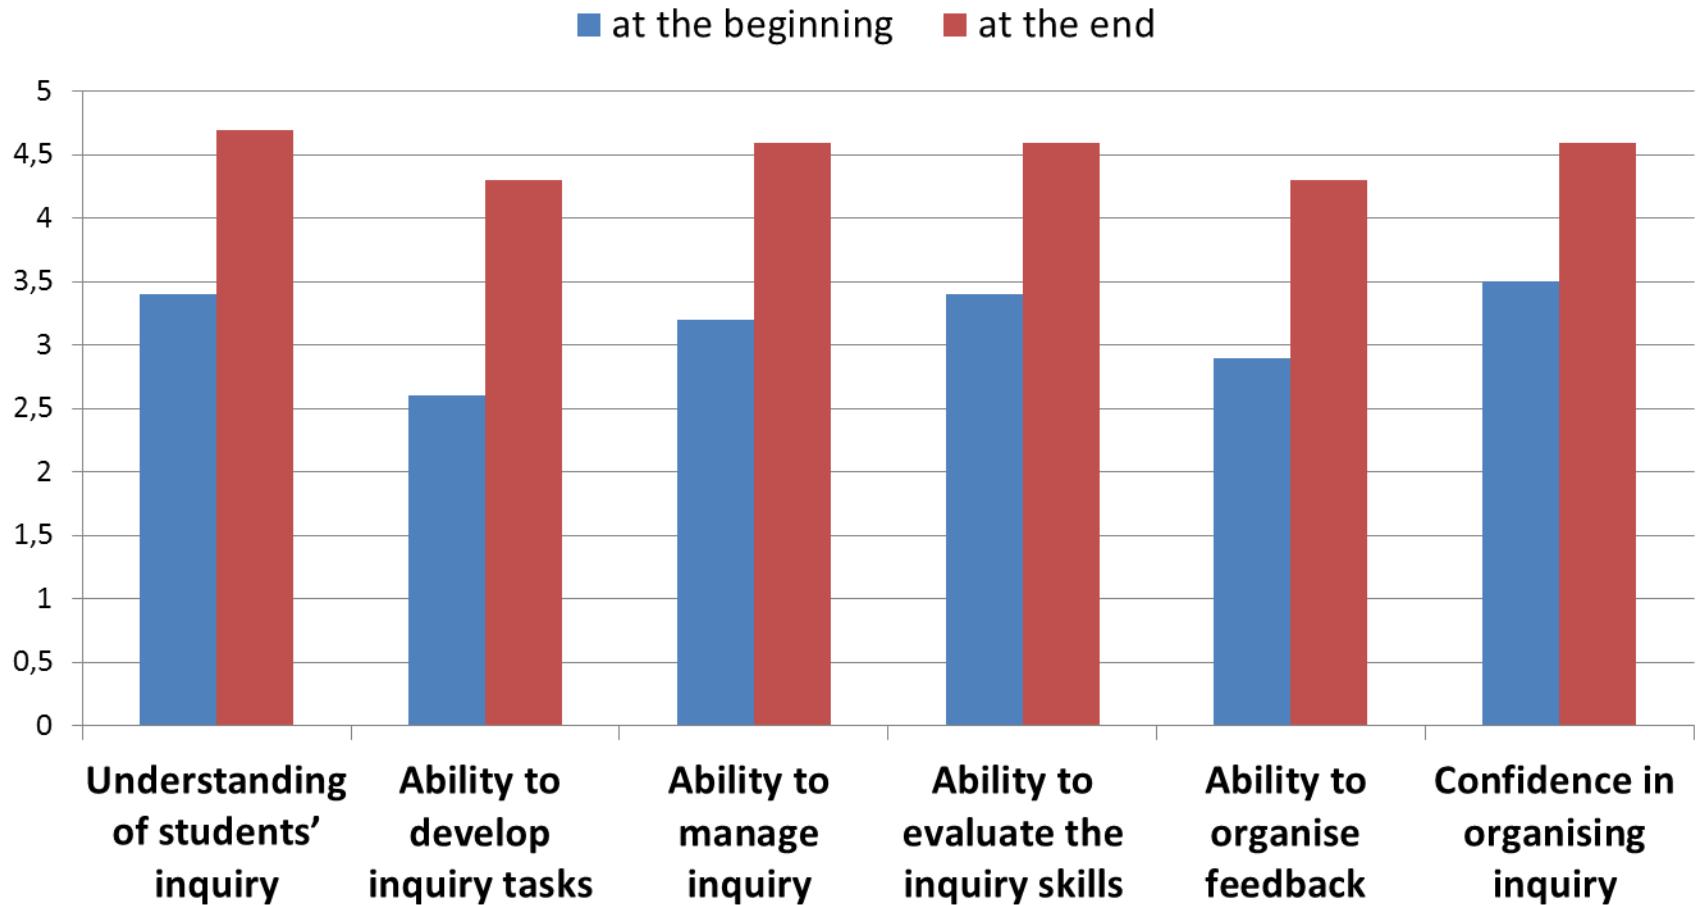 at the beginning at the end
5
4,5
4
3,5
3
2,5
2
1,5
1
0,5
0
Understanding
of students’
inquiry
Ability to
develop
inquiry tasks
Ability to
manage
inquiry
Ability to
evaluate the
inquiry skills
Ability to
organise
feedback
Confidence in
organising
inquiry